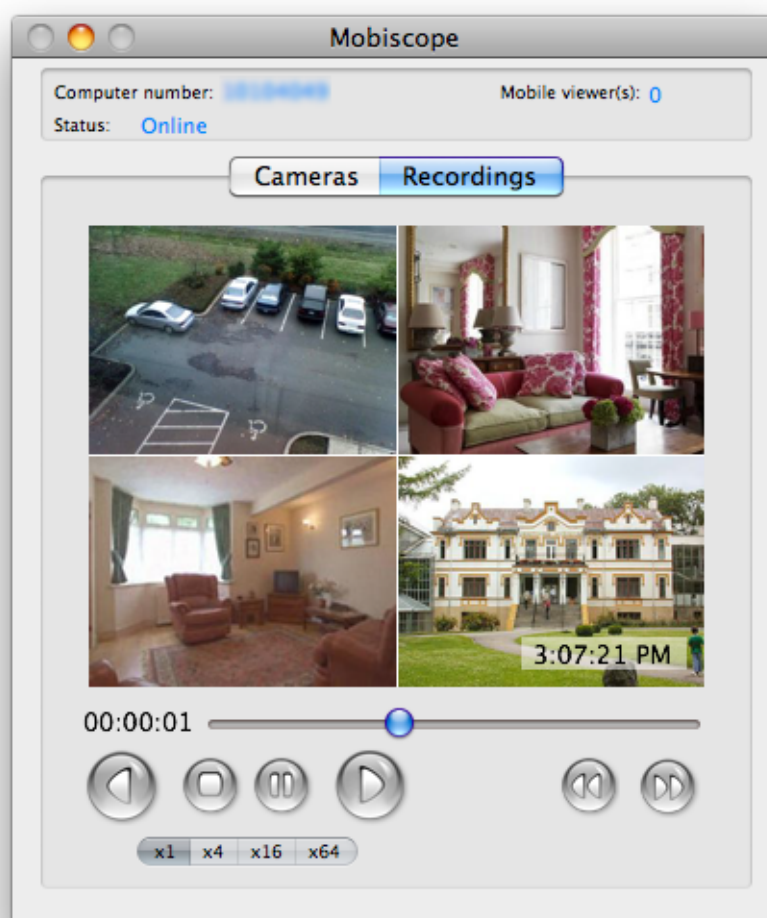 Mobiscope
Computer number:
Mobile viewer(s): 0
Status: Online
Cameras Recordings
3:07:21 PM
00:00:01
x1 x4 x16 x64